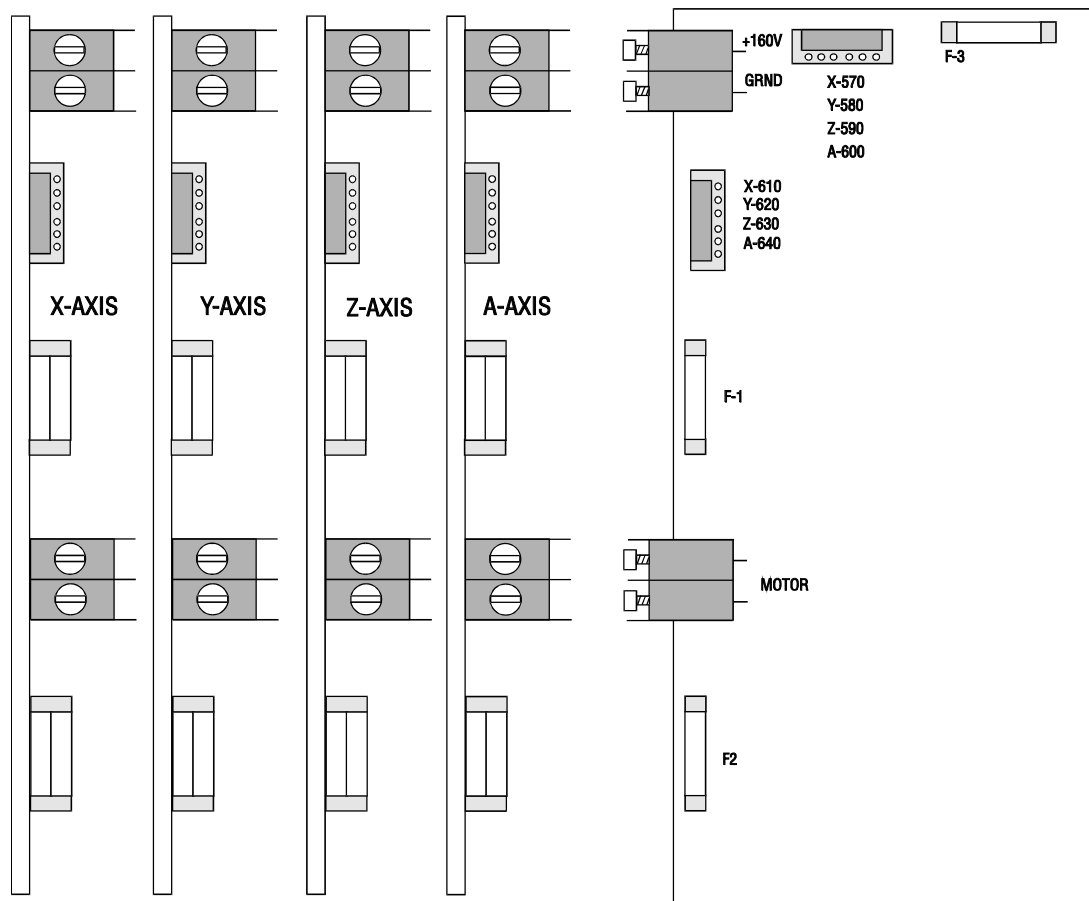 +160V
GRND
F-3
X-570
Y-580
Z-590
A-600
X-610
Y-620
Z-630
A-640
X-AXIS
Y-AXIS
Z-AXIS
A-AXIS
F-1
MOTOR
F2